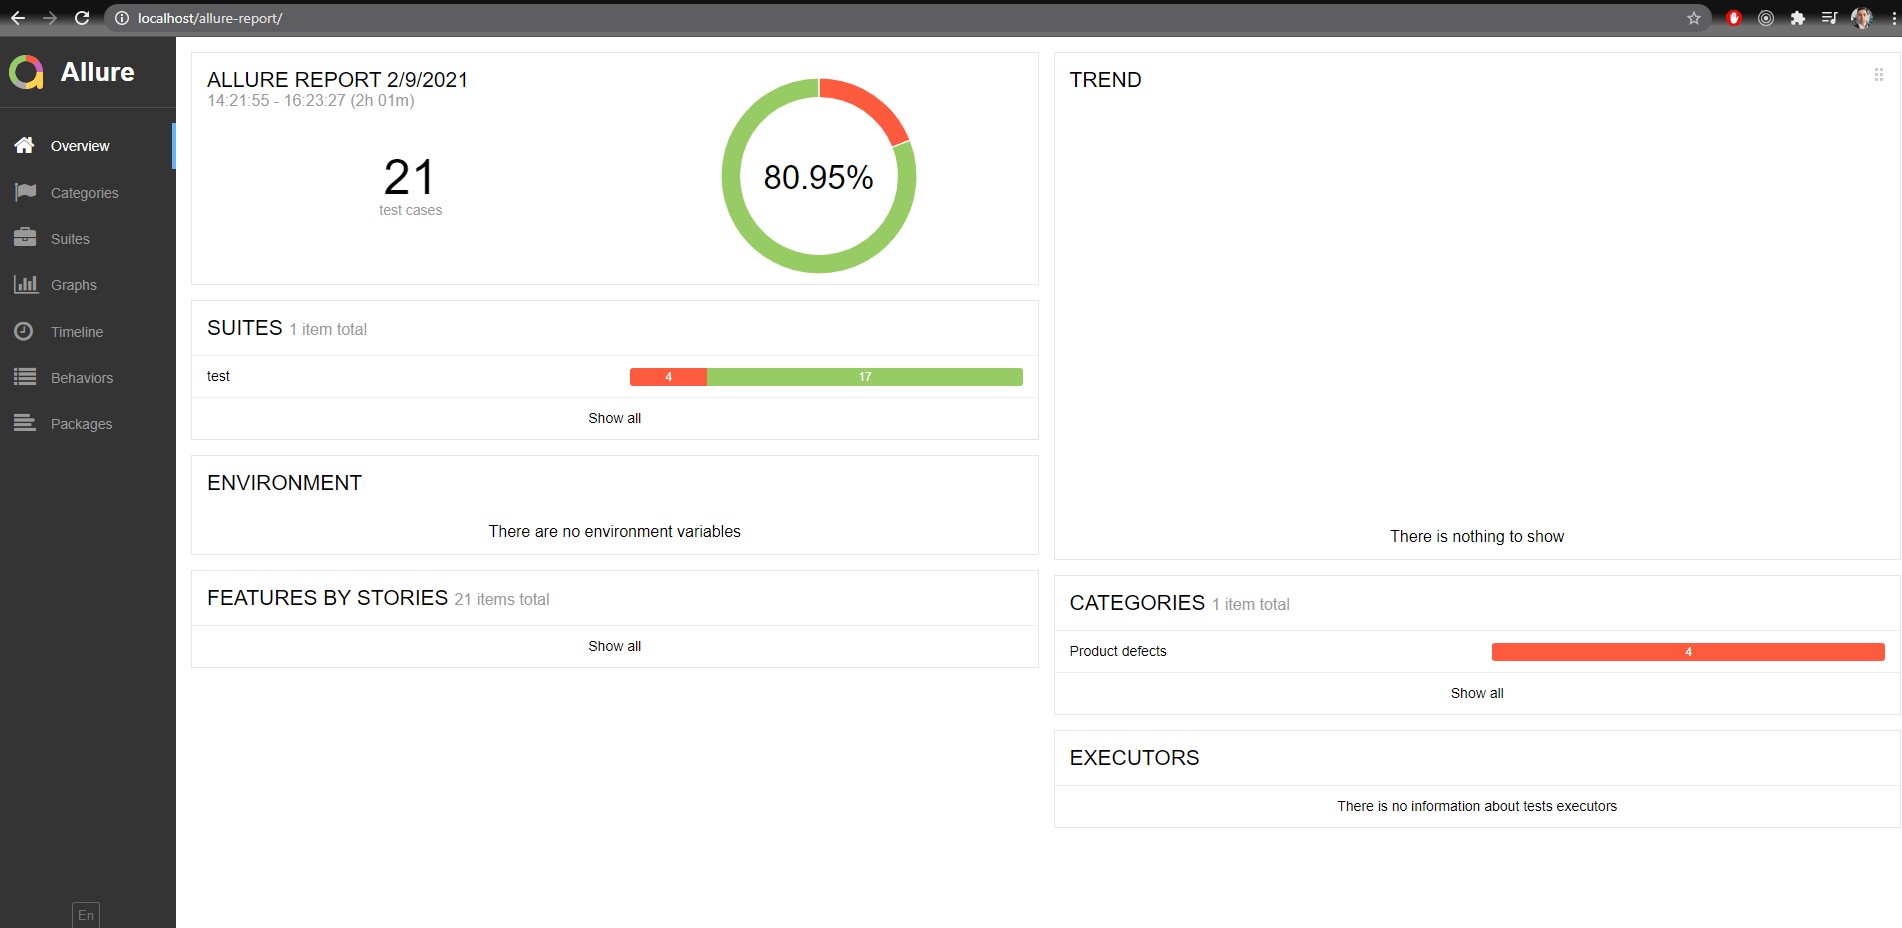 localhost/allure-report/
Allure
Overview
Categories
Suites
Graphs
Timeline
Behaviors
Packages
En
ALLURE REPORT 2/9/2021
14:21:55 - 16:23:27 (2h 01m)
21
test cases
80.95%
SUITES 1 item total
test 4 17
Show all
ENVIRONMENT
There are no environment variables
FEATURES BY STORIES 21 items total
Show all
TREND
There is nothing to show
CATEGORIES 1 item total
Product defects 4
Show all
EXECUTORS
There is no information about tests executors